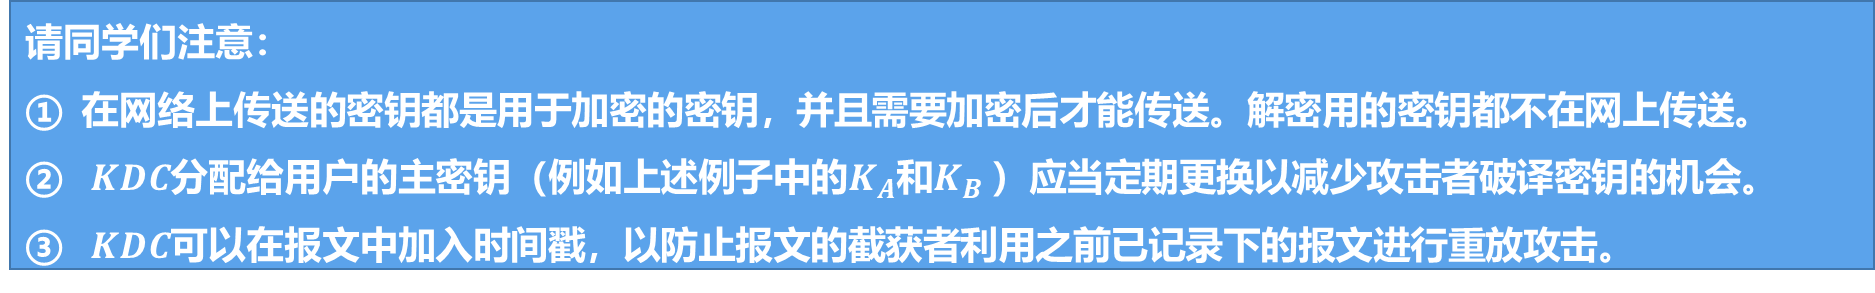 请同学们注意：
① 在网络上传送的密钥都是用于加密的密钥，并且需要加密后才能传送。解密用的密钥都不在网上传送。
② KDC分配给用户的主密钥（例如上述例子中的K_A和K_B ）应当定期更换以减少攻击者破译密钥的机会。
③ KDC可以在报文中加入时间戳，以防止报文的截获者利用之前已记录下的报文进行重放攻击。